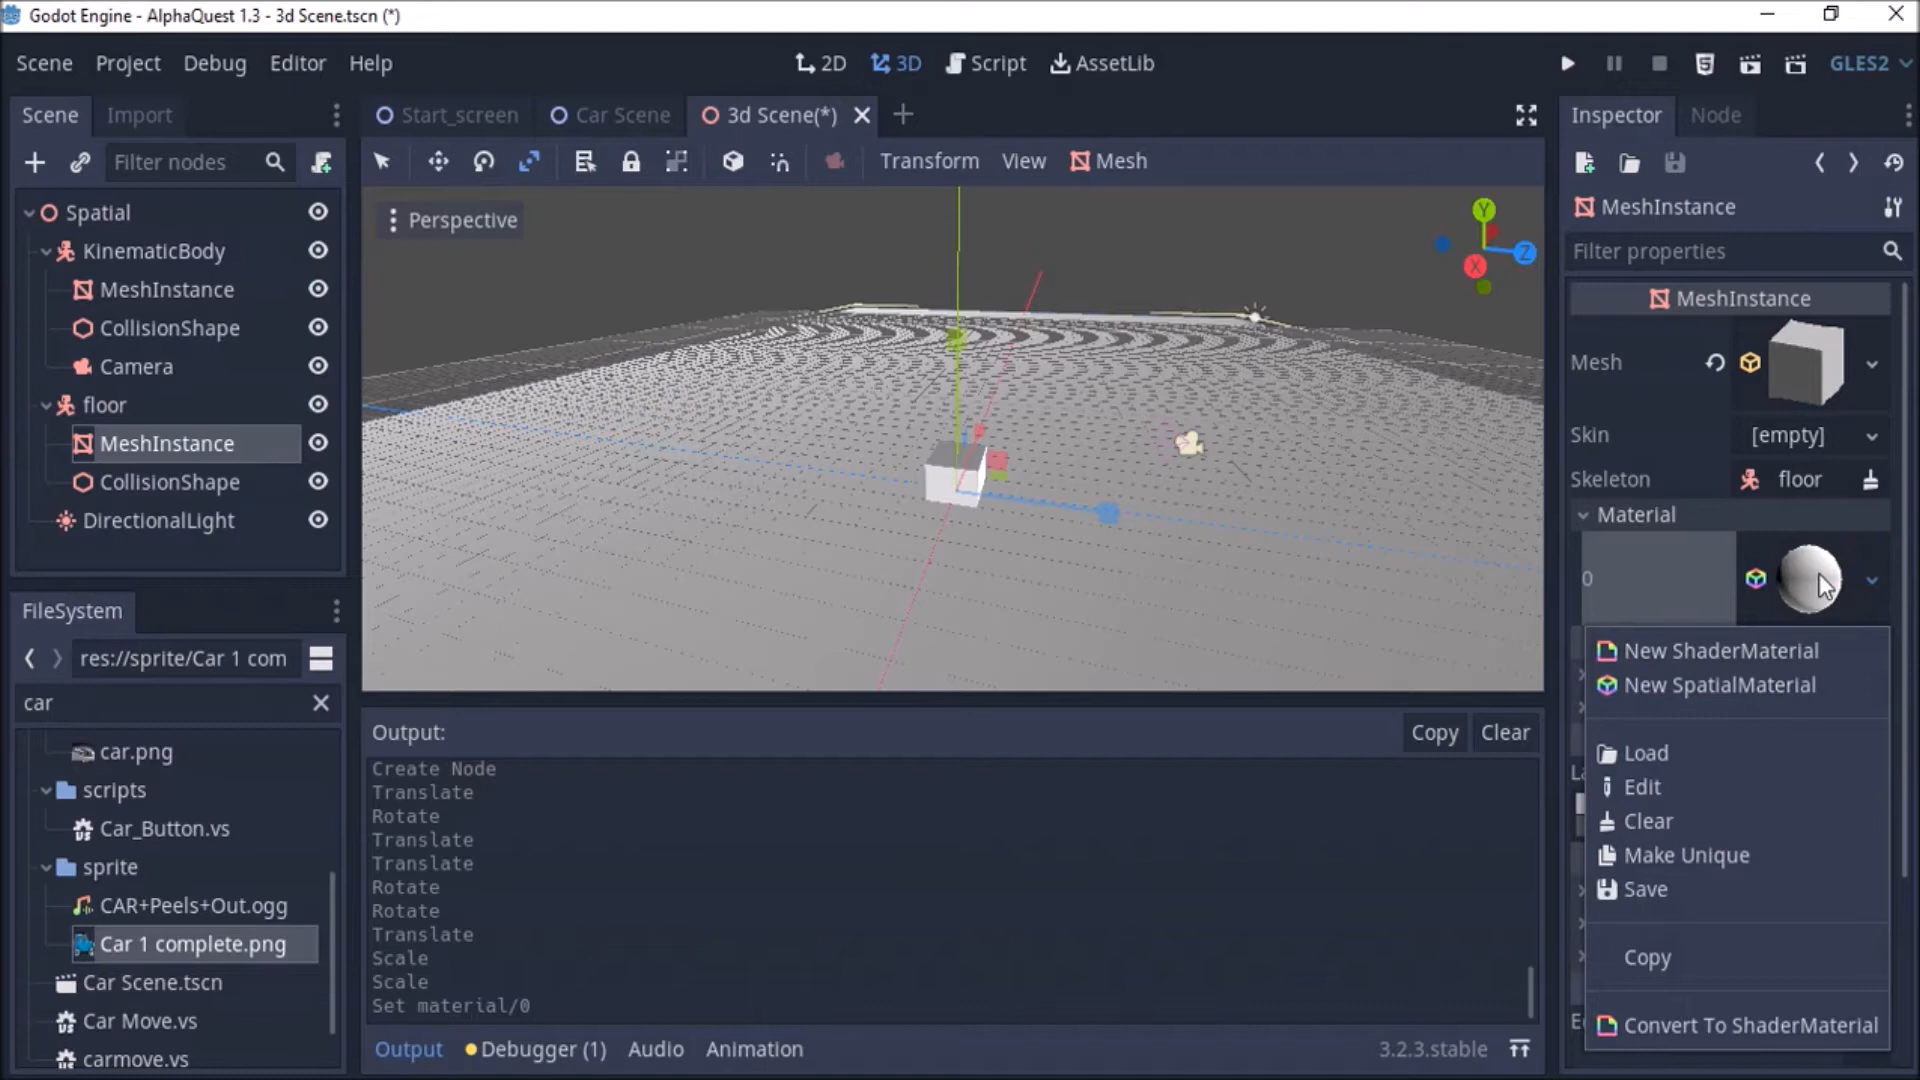 Godot Engine - AlphaQuest 1.3 - 3d Scene.tscn (*)
Scene Project Debug Editor Help
2D 3D Script AssetLib
GLES2
Scene Import
Filter nodes
Spatial
KinematicBody
MeshInstance
CollisionShape
Camera
floor
MeshInstance
CollisionShape
DirectionalLight
FileSystem
res://sprite/Car 1 com
car
car.png
scripts
Car_Button.vs
sprite
CAR+Peels+Out.ogg
Car 1 complete.png
Car Scene.tscn
Car Move.vs
carmove.vs
Start_screen Car Scene 3d Scene(*)
Transform View Mesh
Perspective
Y
Z
X
Output:
Copy Clear
Create Node
Translate
Rotate
Translate
Translate
Rotate
Rotate
Translate
Scale
Scale
Set material/0
Output Debugger (1) Audio Animation
3.2.3.stable
Inspector Node
MeshInstance
Filter properties
MeshInstance
Mesh
Skin [empty]
Skeleton floor
Material
0
New ShaderMaterial
New SpatialMaterial
Load
Edit
Clear
Make Unique
Save
Copy
Convert To ShaderMaterial